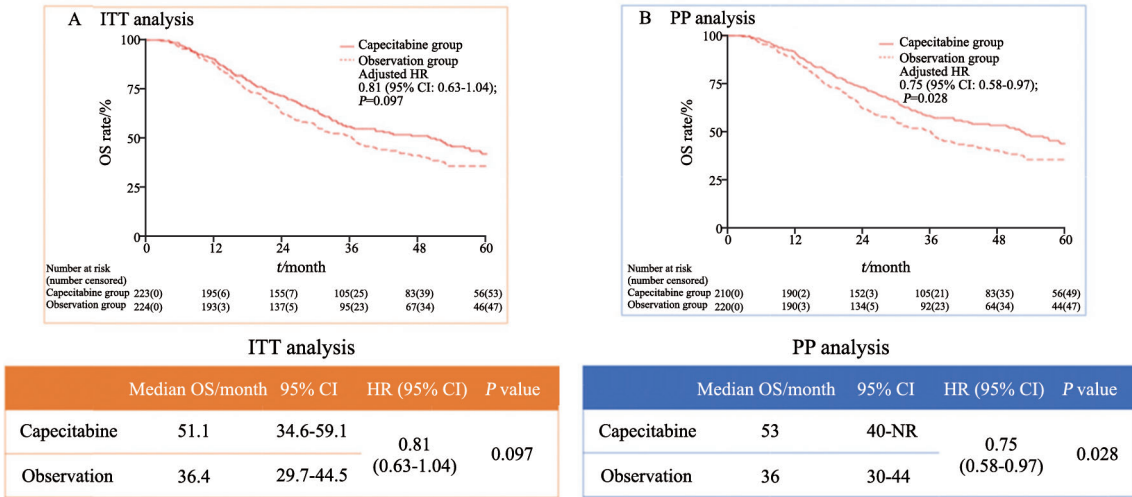 A ITT analysis
100
75
50
25
0
OS rate/%
Capecitabine group
Observation group
Adjusted HR
0.81 (95% CI: 0.63-1.04);
P=0.097
0 12 24 36 48 60
t/month
Number at risk
(number censored)
Capecitabine group 223(0) 195(6) 155(7) 105(25) 83(39) 56(53)
Observation group 224(0) 193(3) 137(5) 95(23) 67(34) 46(47)
B PP analysis
100
75
50
25
0
OS rate/%
Capecitabine group
Observation group
Adjusted HR
0.75 (95% CI: 0.58-0.97);
P=0.028
0 12 24 36 48 60
t/month
Number at risk
(number censored)
Capecitabine group 210(0) 190(2) 152(3) 105(21) 83(35) 56(49)
Observation group 220(0) 190(3) 134(5) 92(23) 64(34) 44(47)
ITT analysis
Median OS/month 95% CI HR (95% CI) P value
Capecitabine 51.1 34.6-59.1
0.81
(0.63-1.04)
0.097
Observation 36.4 29.7-44.5
PP analysis
Median OS/month 95% CI HR (95% CI) P value
Capecitabine 53 40-NR
0.75
(0.58-0.97)
0.028
Observation 36 30-44